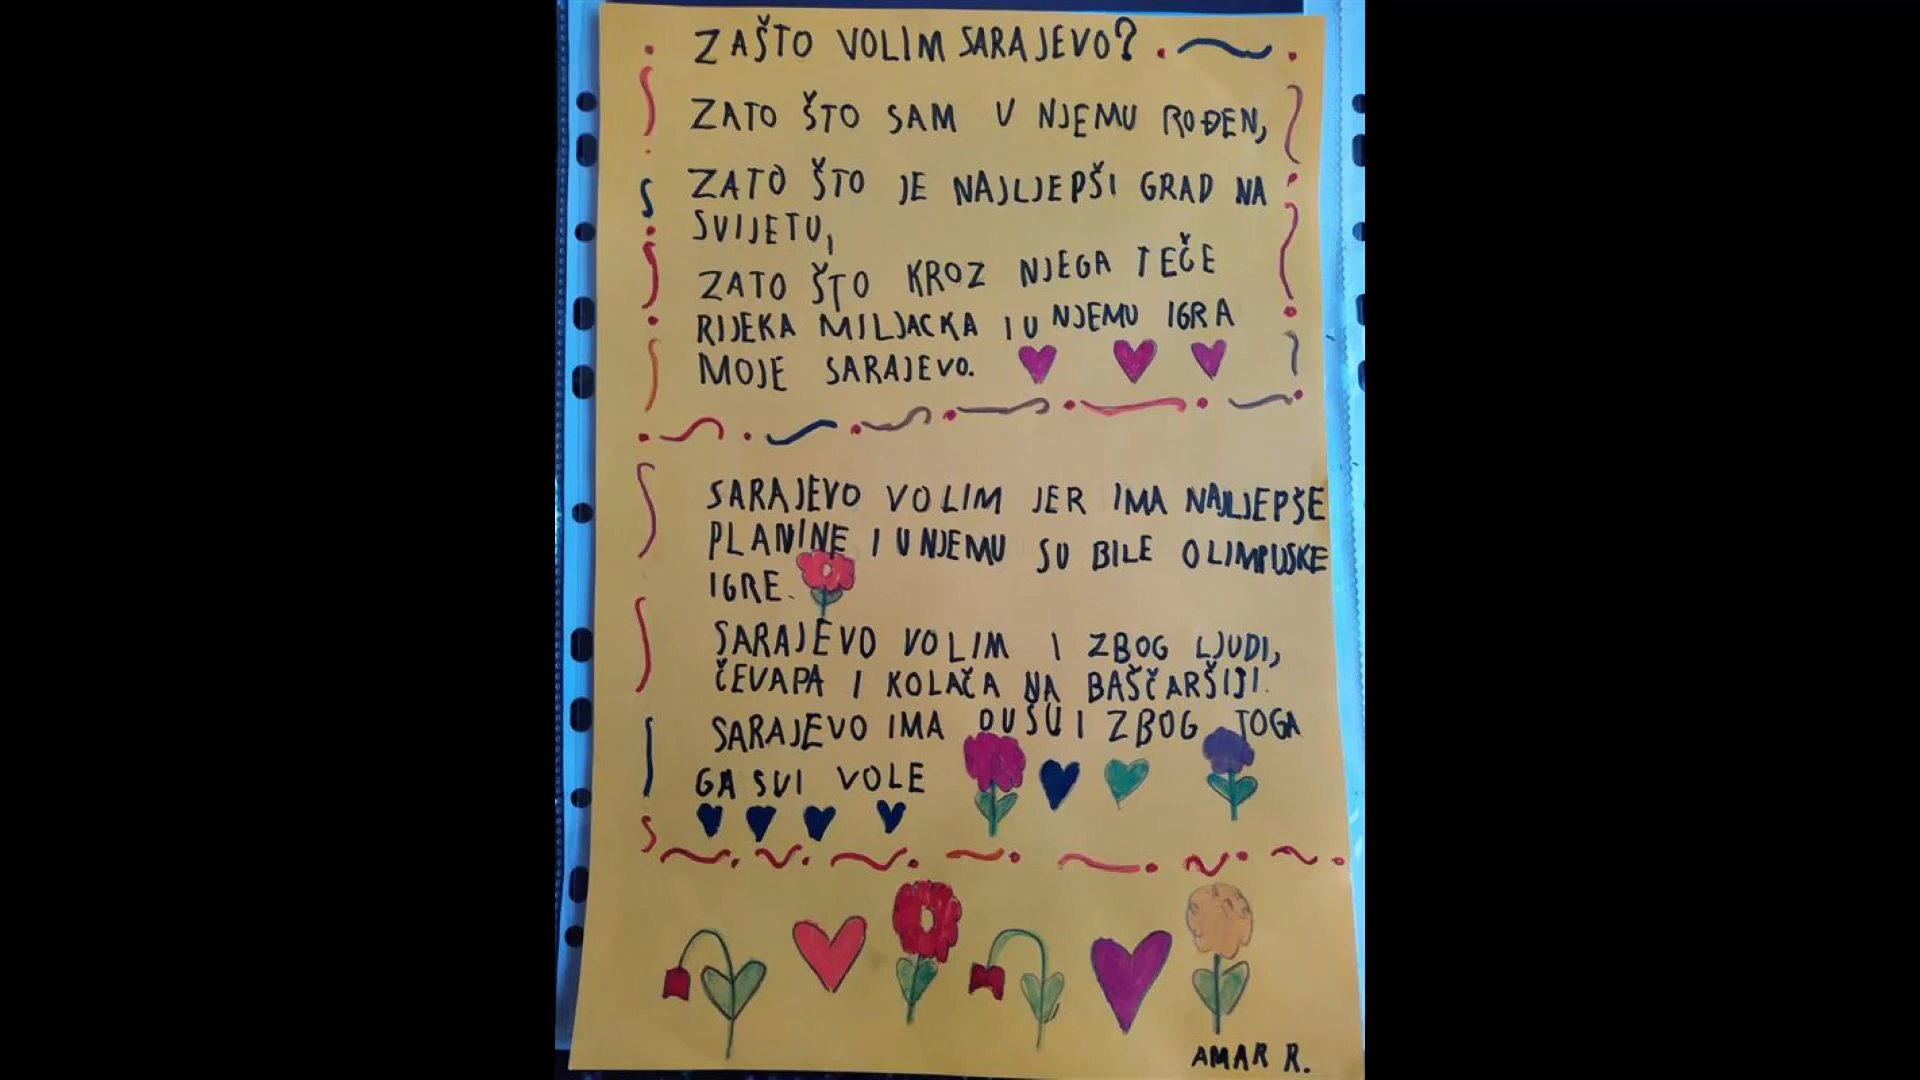 ZAŠTO VOLIM SARAJEVO?
ZATO ŠTO SAM U NJEMU ROĐEN,
ZATO ŠTO JE NAJLJEPŠI GRAD NA
SVIJETU,
ZATO ŠTO KROZ NJEGA TEČE
RIJEKA MILJACKA I U NJEMU IGRA
MOJE SARAJEVO.
SARAJEVO VOLIM JER IMA NAJLJEPŠE
PLANINE I U NJEMU SU BILE OLIMPIJSKE
IGRE.
SARAJEVO VOLIM I ZBOG LJUDI,
ČEVAPA I KOLAČA NA BAŠČARŠIJI.
SARAJEVO IMA DUŠU I ZBOG TOGA
GA SVI VOLE
AMAR R.